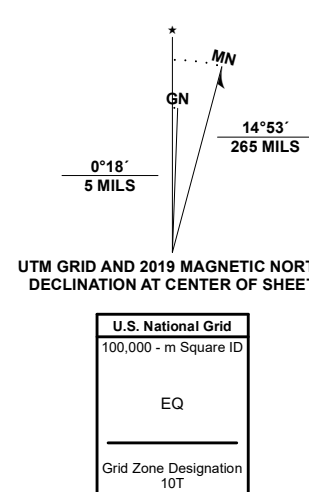 ★
MN
GN
14°53´
265 MILS
0°18´
5 MILS
UTM GRID AND 2019 MAGNETIC NORT
DECLINATION AT CENTER OF SHEET
U.S. National Grid
100,000 - m Square ID
EQ
Grid Zone Designation
10T